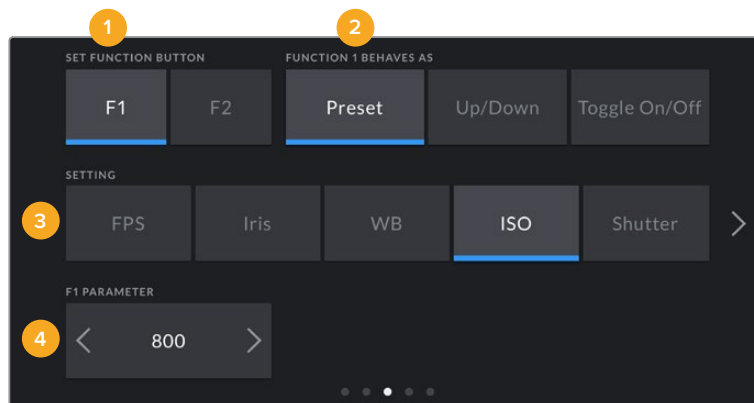 1 2
SET FUNCTION BUTTON FUNCTION 1 BEHAVES AS
F1 F2 Preset Up/Down Toggle On/Off
SETTING
3 FPS Iris WB ISO Shutter
F1 PARAMETER
4 800